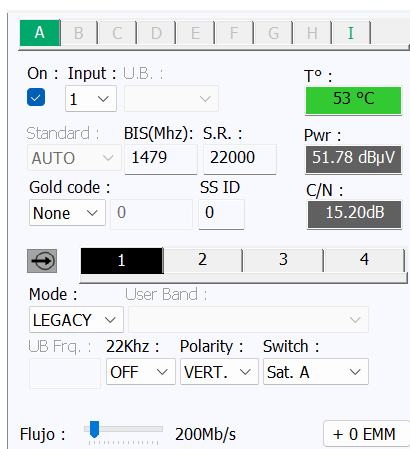 A B C D E F G H I
On : Input : U.B. : T° :
1 53 ºC
Standard : BIS(Mhz): S.R. : Pwr :
AUTO 1479 22000 51.78 dBµV
Gold code : SS ID C/N :
None 0 0 15.20dB
1 2 3 4
Mode : User Band :
LEGACY
UB Frq. : 22Khz : Polarity : Switch :
OFF VERT. Sat. A
Flujo : 200Mb/s + 0 EMM